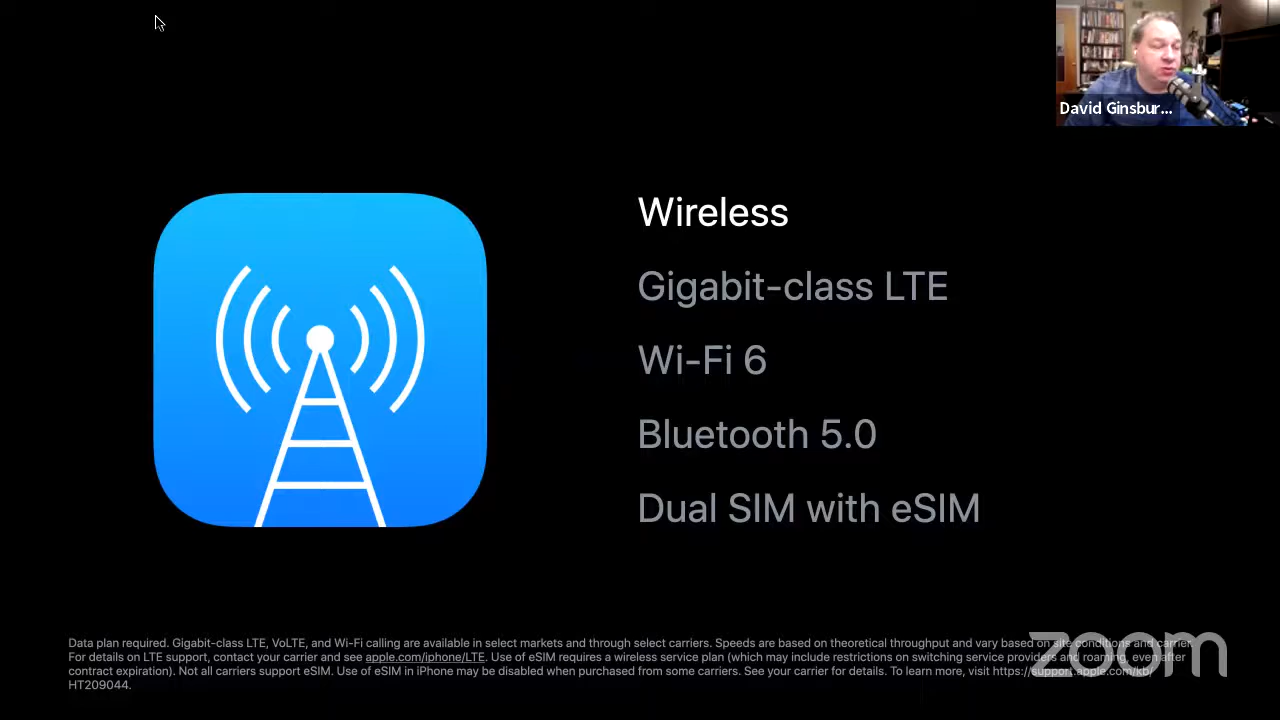 David Ginsbur...
Wireless
Gigabit-class LTE
Wi-Fi 6
Bluetooth 5.0
Dual SIM with eSIM
Data plan required. Gigabit-class LTE, VoLTE, and Wi-Fi calling are available in select markets and through select carriers. Speeds are based on theoretical throughput and vary based on site conditions and carrier.
For details on LTE support, contact your carrier and see apple.com/iphone/LTE. Use of eSIM requires a wireless service plan (which may include restrictions on switching service providers and roaming, even after
contract expiration). Not all carriers support eSIM. Use of eSIM in iPhone may be disabled when purchased from some carriers. See your carrier for details. To learn more, visit https://support.apple.com/kb/
HT209044.
zoom